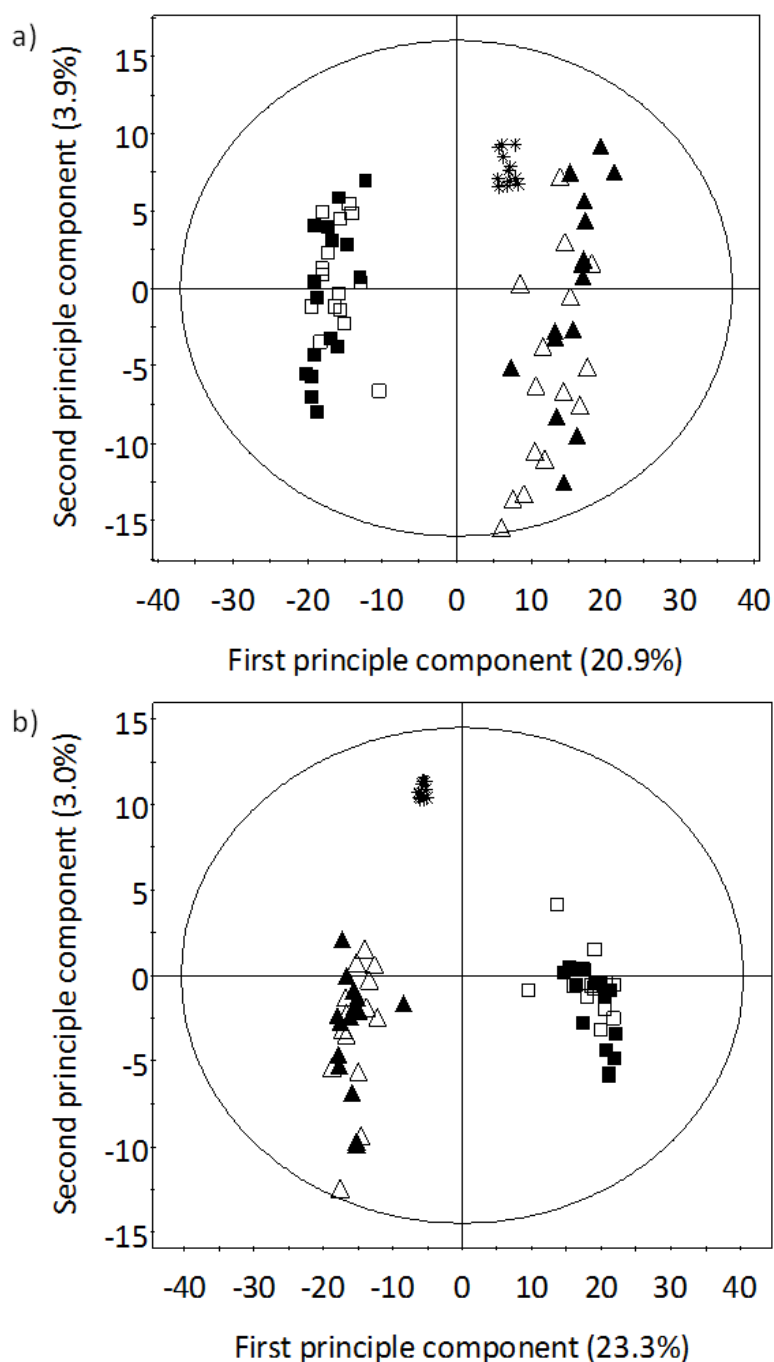 a)
Second principle component (3.9%)
15
10
5
0
-5
-10
-15
-40 -30 -20 -10 0 10 20 30 40
First principle component (20.9%)
b)
Second principle component (3.0%)
15
10
5
0
-5
-10
-15
-40 -30 -20 -10 0 10 20 30 40
First principle component (23.3%)